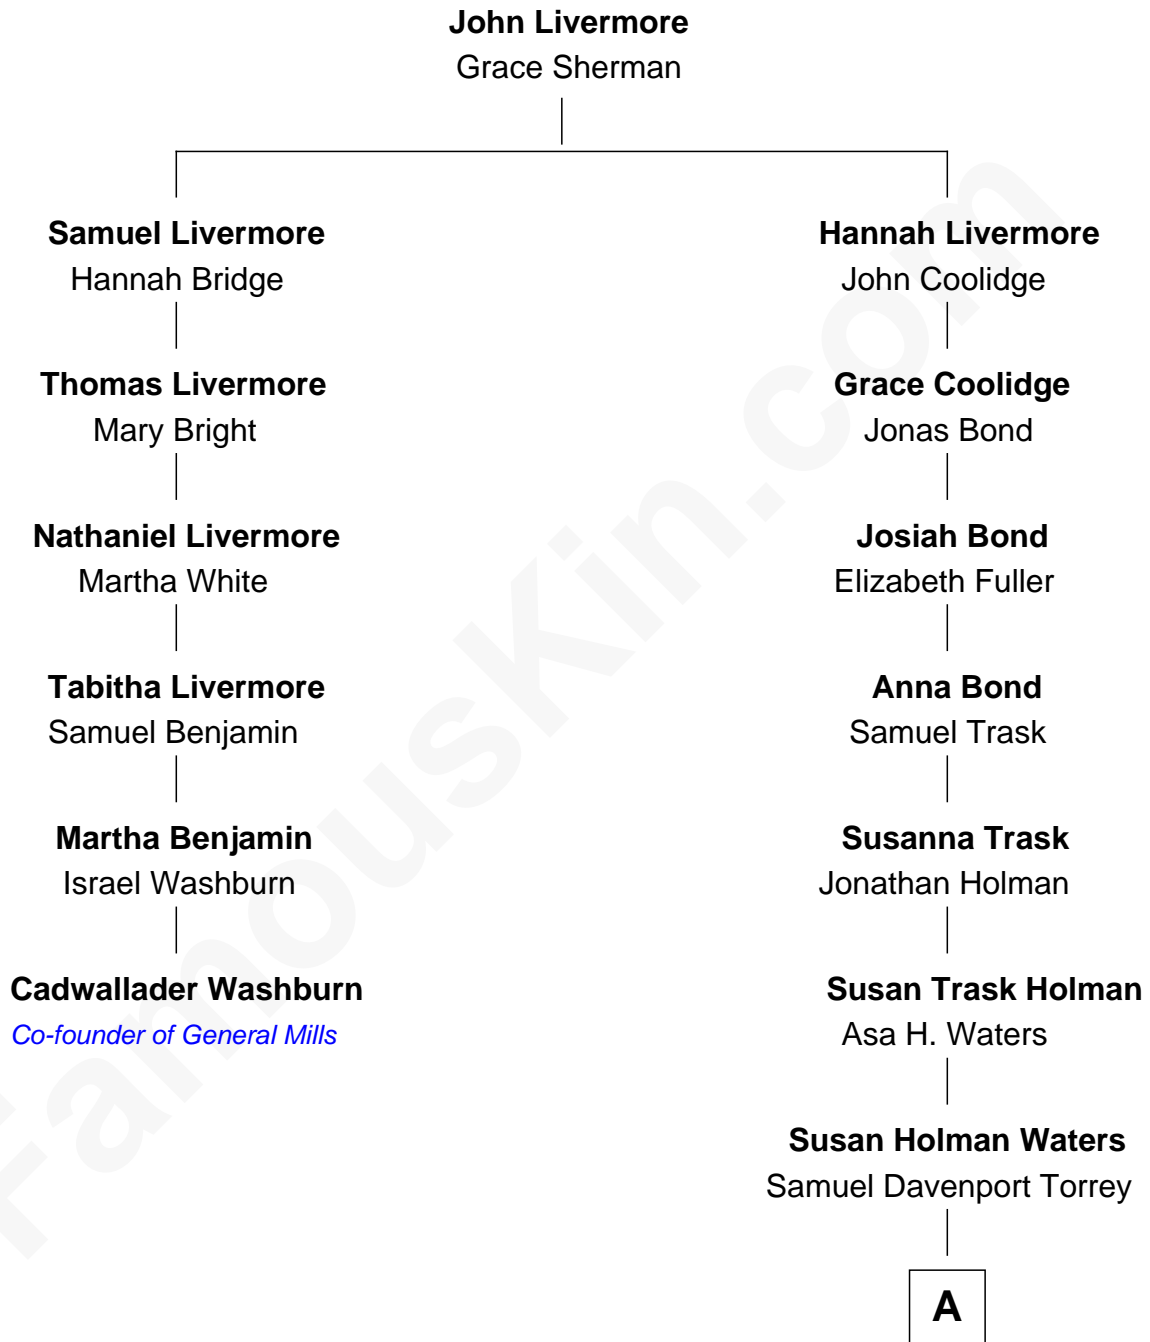 John Livermore
Grace Sherman
Samuel Livermore
Hannah Bridge
Thomas Livermore
Mary Bright
Nathaniel Livermore
Martha White
Tabitha Livermore
Samuel Benjamin
Martha Benjamin
Israel Washburn
Cadwallader Washburn
Co-founder of General Mills
Hannah Livermore
John Coolidge
Grace Coolidge
Jonas Bond
Josiah Bond
Elizabeth Fuller
Anna Bond
Samuel Trask
Susanna Trask
Jonathan Holman
Susan Trask Holman
Asa H. Waters
Susan Holman Waters
Samuel Davenport Torrey
A
FamousKin.com